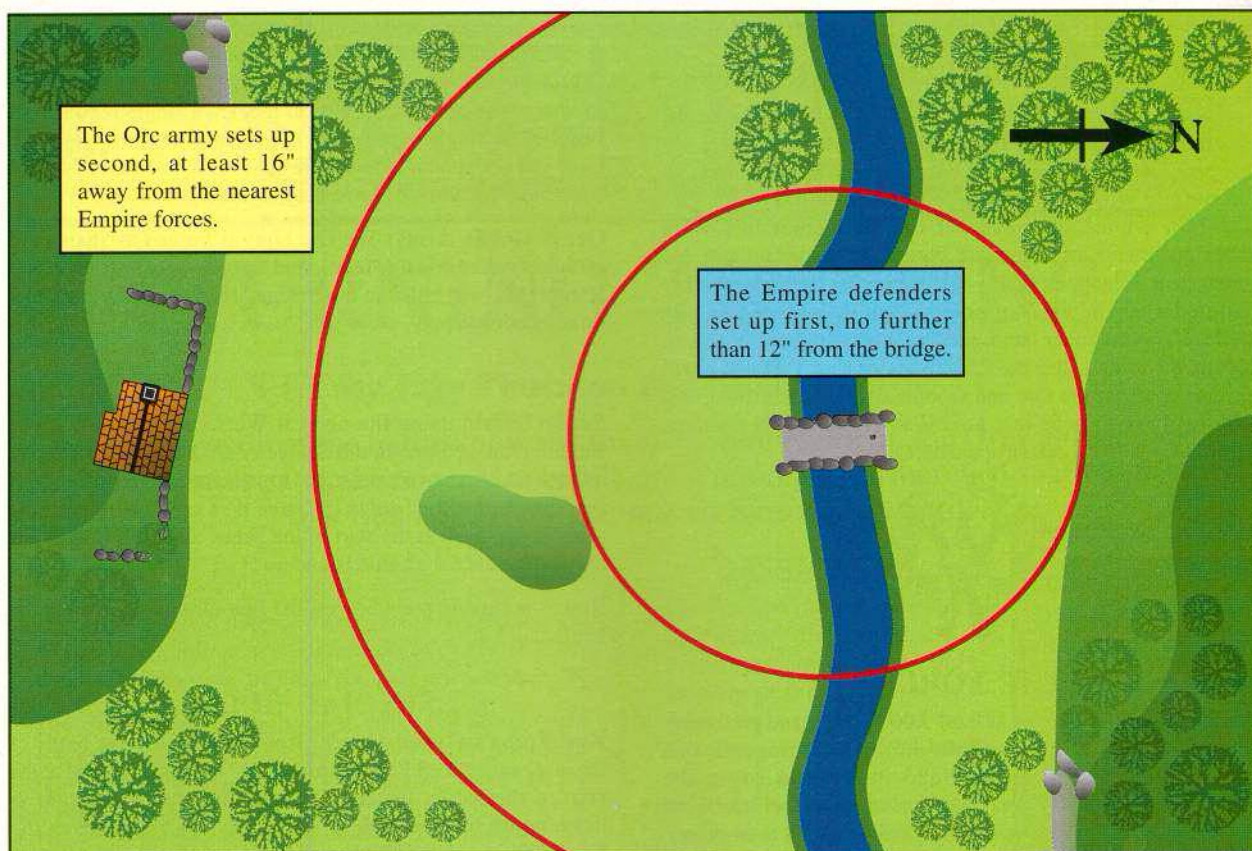 The Orc army sets up
second, at least 16"
away from the nearest
Empire forces.
N
The Empire defenders
set up first, no further
than 12" from the bridge.